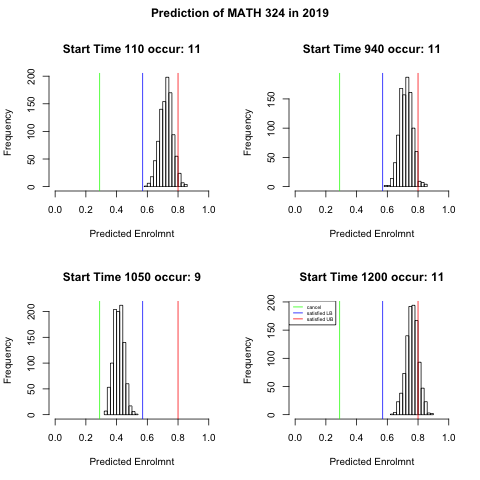 Prediction of MATH 324 in 2019
Start Time 110 occur: 11
Frequency
200
150
100
50
0
0.0 0.2 0.4 0.6 0.8 1.0
Predicted Enrolmnt
Start Time 940 occur: 11
Frequency
150
100
50
0
0.0 0.2 0.4 0.6 0.8 1.0
Predicted Enrolmnt
Start Time 1050 occur: 9
Frequency
200
150
100
50
0
0.0 0.2 0.4 0.6 0.8 1.0
Predicted Enrolmnt
Start Time 1200 occur: 11
cancel
satisfied LB
satisfied UB
Frequency
200
150
100
50
0
0.0 0.2 0.4 0.6 0.8 1.0
Predicted Enrolmnt